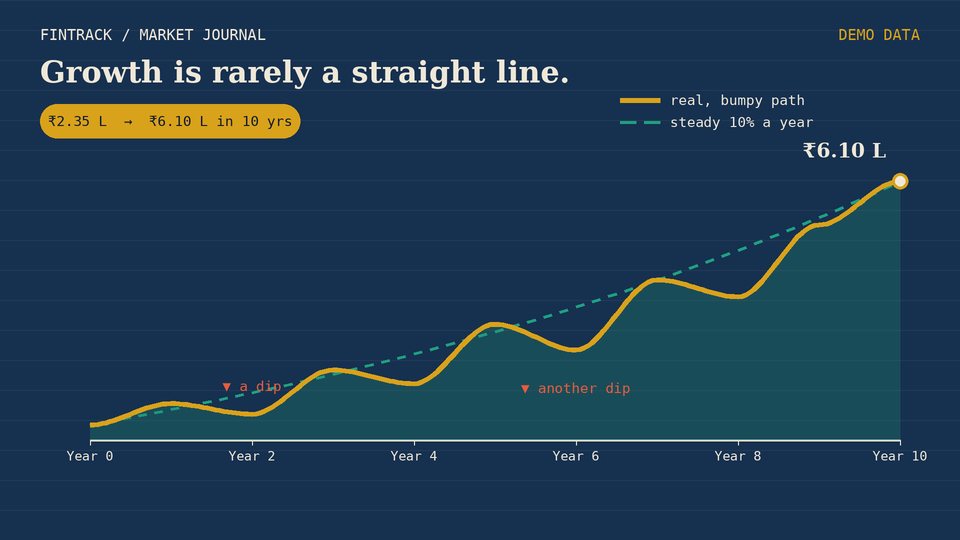 FINTRACK / MARKET JOURNAL
DEMO DATA
Growth is rarely a straight line.
₹2.35 L → ₹6.10 L in 10 yrs
real, bumpy path
steady 10% a year
₹6.10 L
▼ a dip
▼ another dip
Year 0 Year 2 Year 4 Year 6 Year 8 Year 10